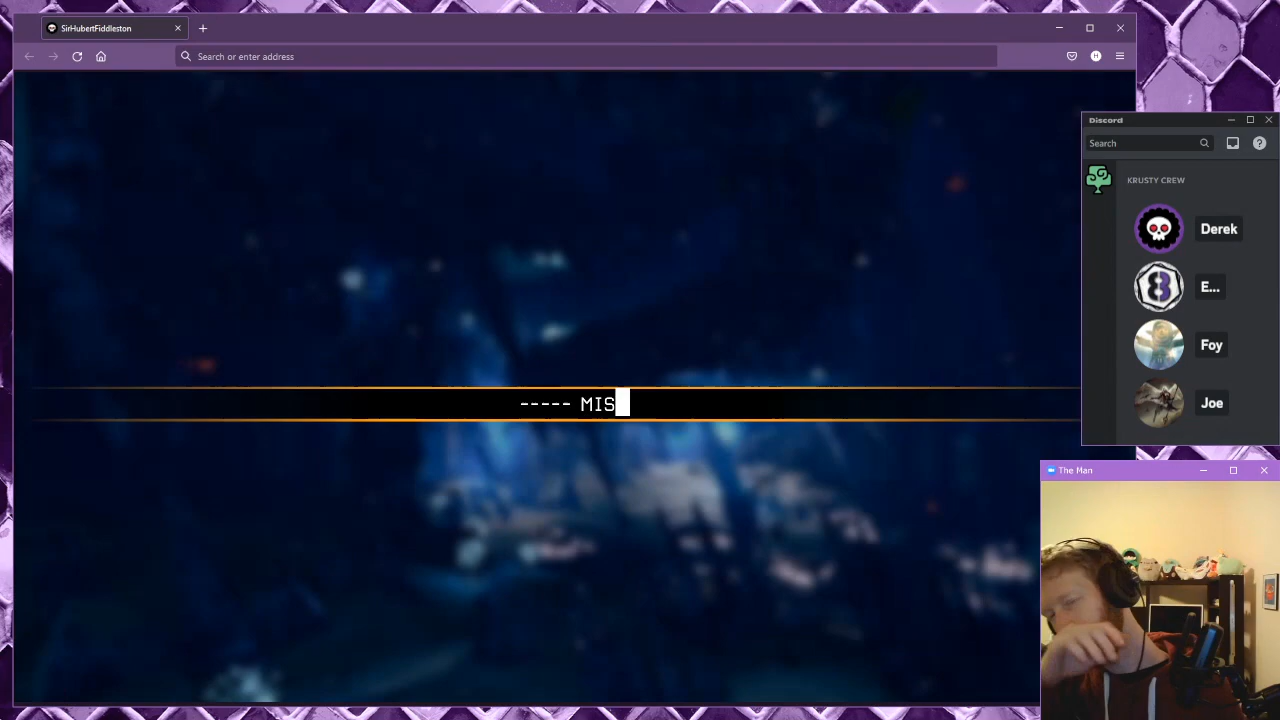 SirHubertFiddleston
Search or enter address
H
Discord
Search
KRUSTY CREW
Derek
E...
Foy
Joe
----- MIS
The Man